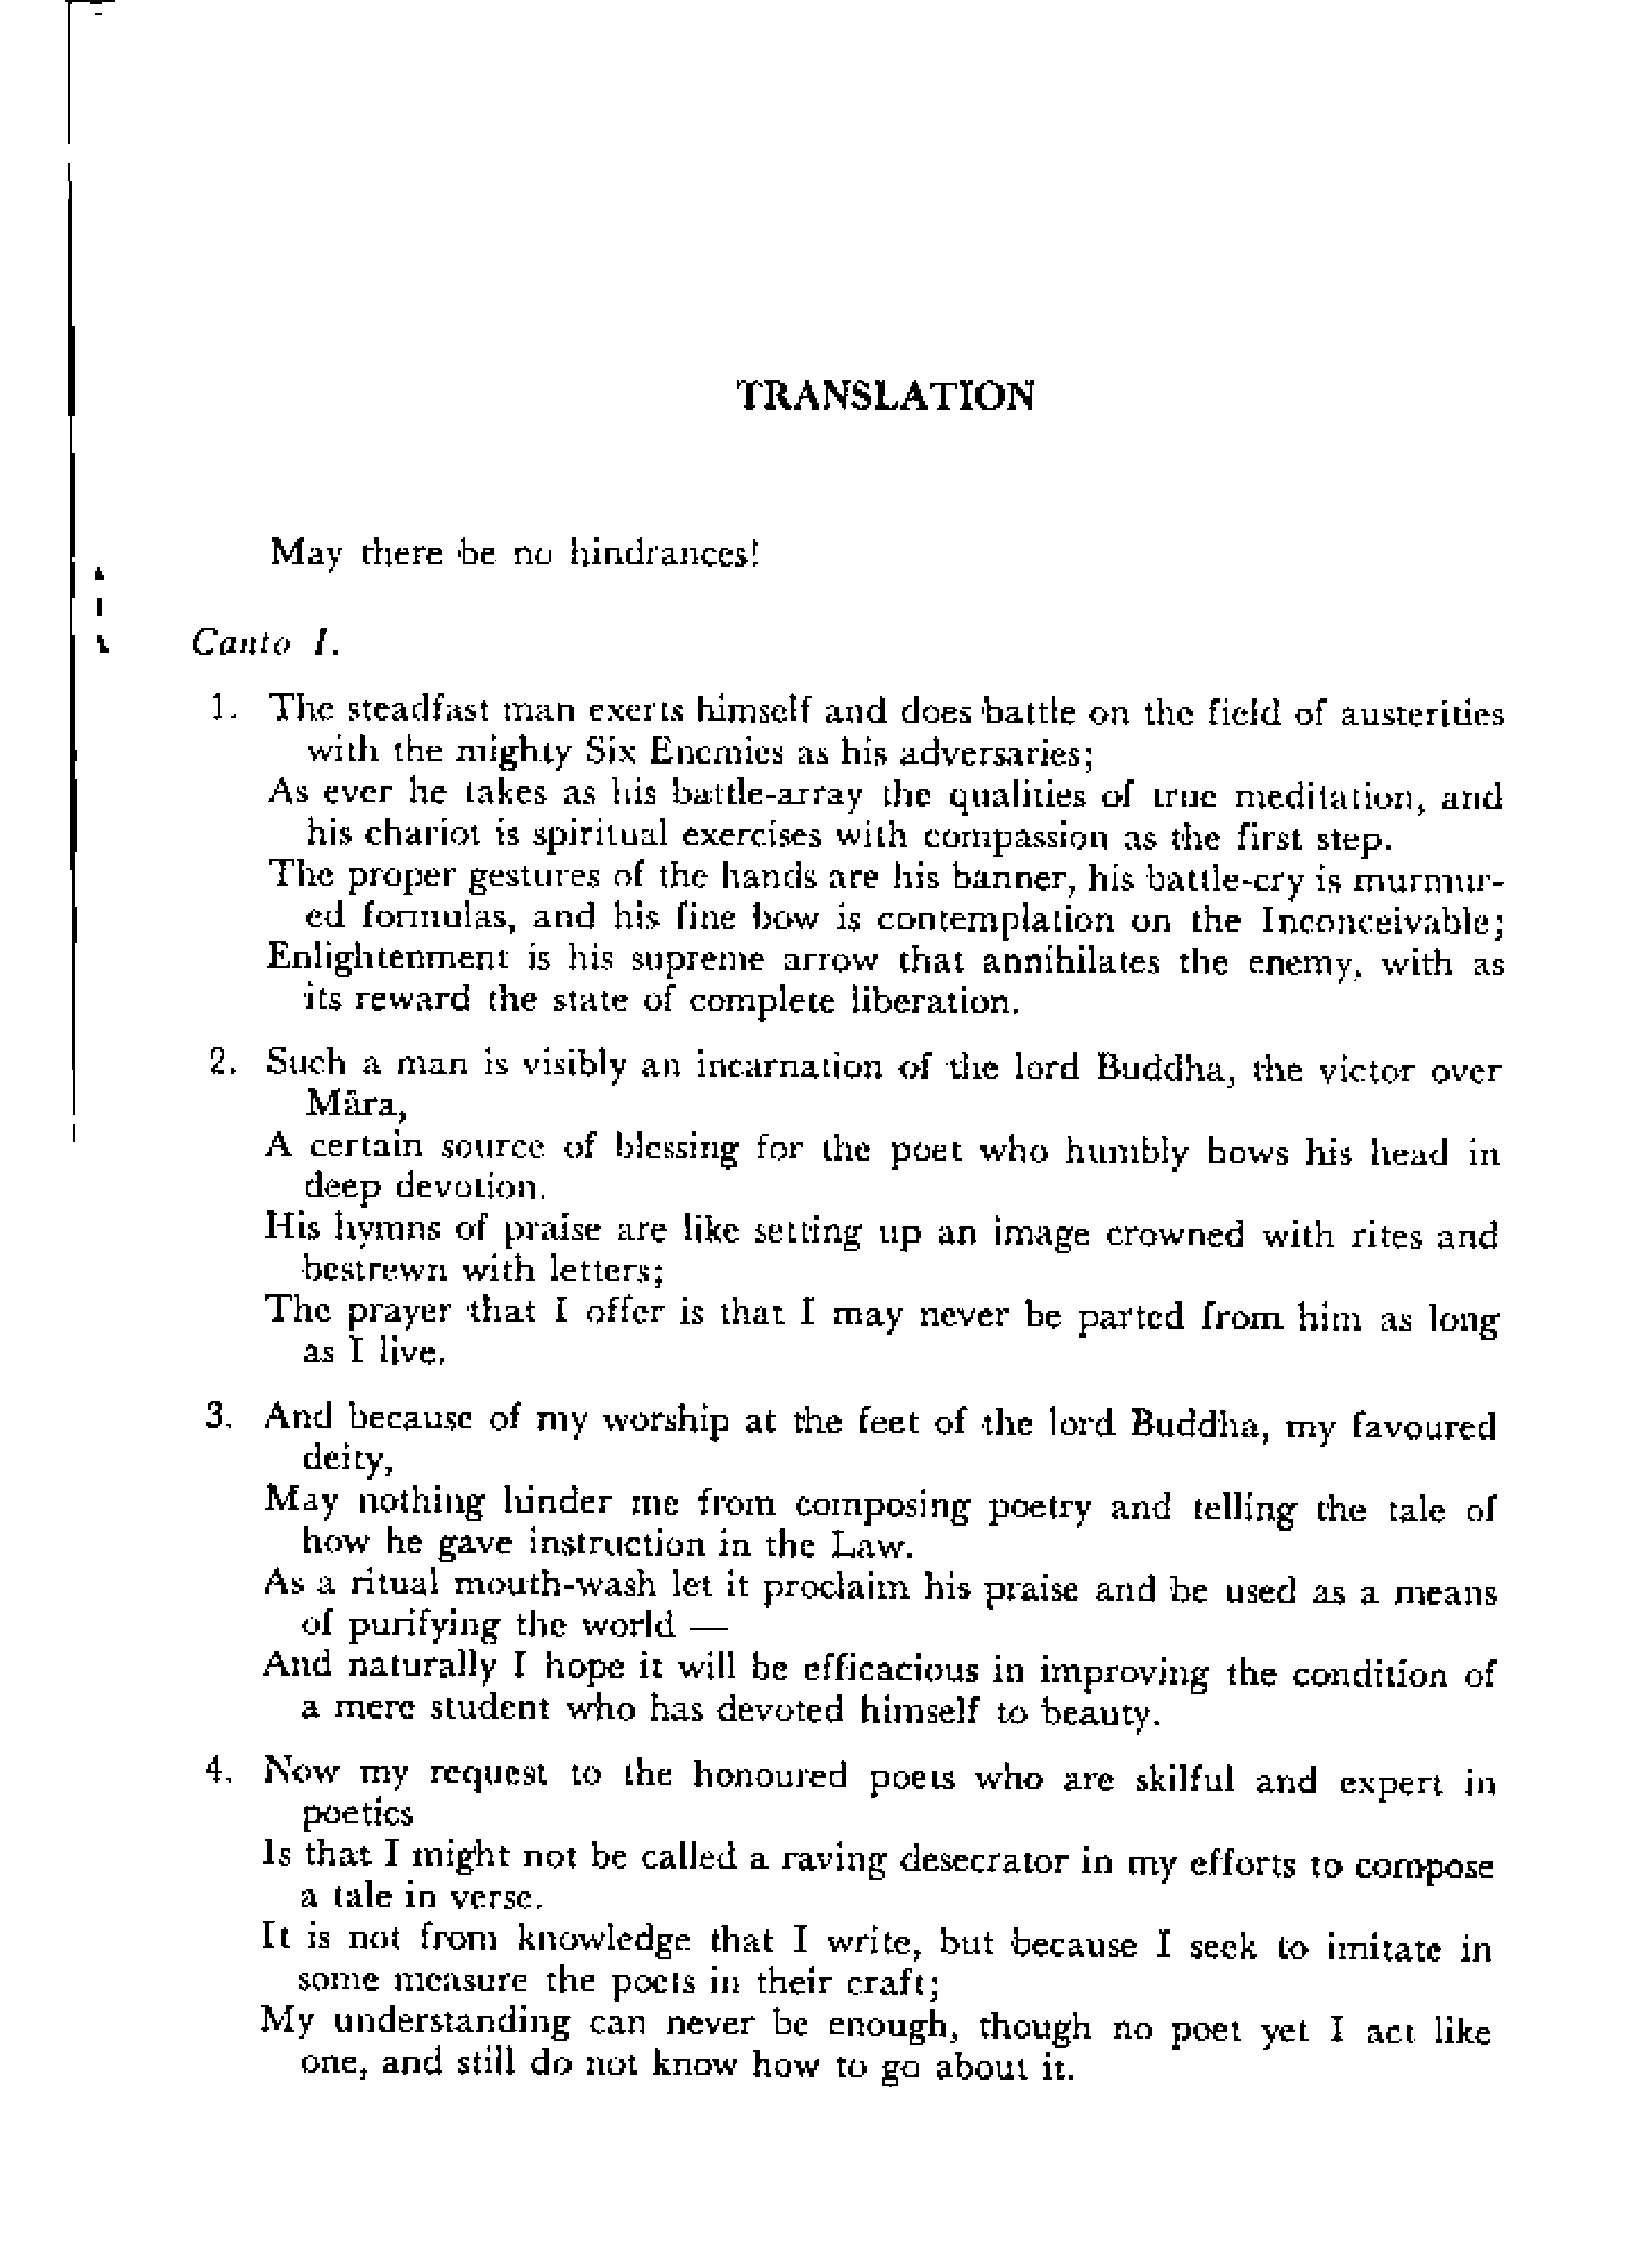 TRANSLATION
May there be no hindrances!
Canto 1.
1. The steadfast man exerts himself and does battle on the field of austerities
with the mighty Six Enemies as his adversaries;
As ever he takes as his battle-array the qualities of true meditation, and
his chariot is spiritual exercises with compassion as the first step.
The proper gestures of the hands are his banner, his battle-cry is murmur-
ed formulas, and his fine bow is contemplation on the Inconceivable;
Enlightenment is his supreme arrow that annihilates the enemy, with as
its reward the state of complete liberation.
2. Such a man is visibly an incarnation of the lord Buddha, the victor over
Māra,
A certain source of blessing for the poet who humbly bows his head in
deep devotion.
His hymns of praise are like setting up an image crowned with rites and
bestrewn with letters;
The prayer that I offer is that I may never be parted from him as long
as I live.
3. And because of my worship at the feet of the lord Buddha, my favoured
deity,
May nothing hinder me from composing poetry and telling the tale of
how he gave instruction in the Law.
As a ritual mouth-wash let it proclaim his praise and be used as a means
of purifying the world —
And naturally I hope it will be efficacious in improving the condition of
a mere student who has devoted himself to beauty.
4. Now my request to the honoured poets who are skilful and expert in
poetics
Is that I might not be called a raving desecrator in my efforts to compose
a tale in verse.
It is not from knowledge that I write, but because I seek to imitate in
some measure the poets in their craft;
My understanding can never be enough, though no poet yet I act like
one, and still do not know how to go about it.